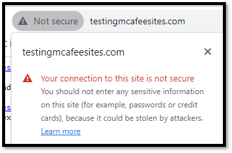 Not secure testingmcafeesites.com
testingmcafeesites.com
Your connection to this site is not secure
You should not enter any sensitive information
on this site (for example, passwords or credit
cards), because it could be stolen by attackers.
Learn more